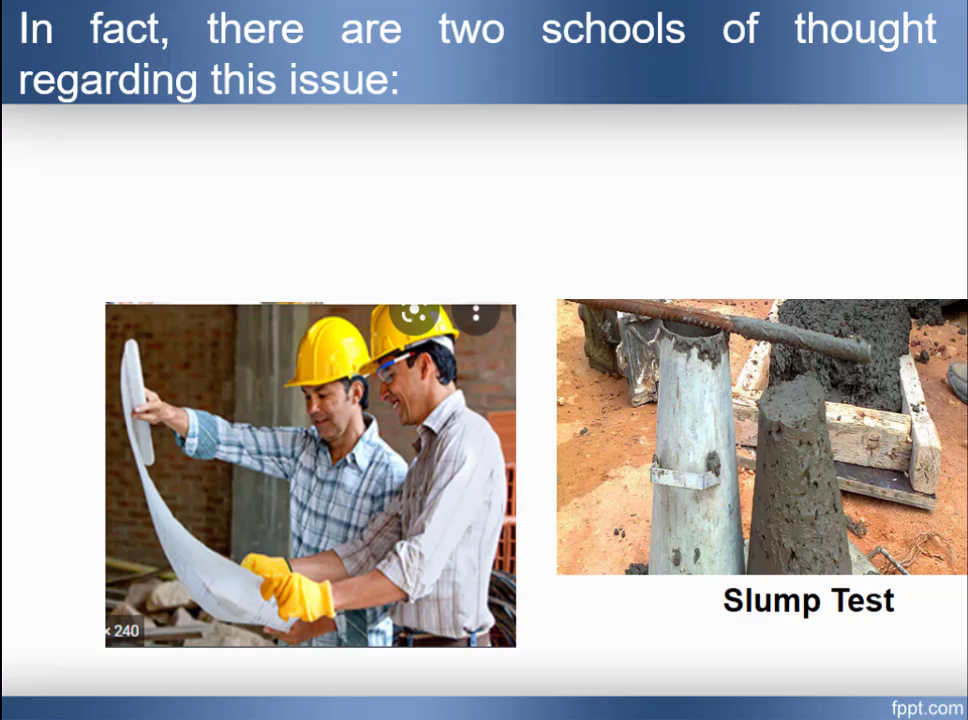 In fact, there are two schools of thought
regarding this issue:
× 240
Slump Test
fppt.com